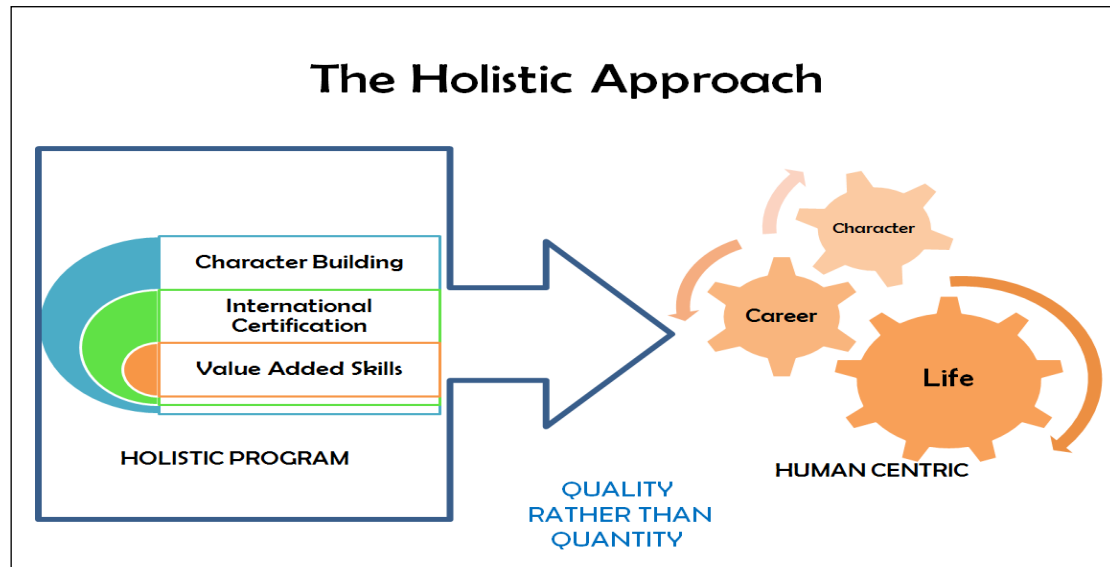 The Holistic Approach
Character Building
International
Certification
Value Added Skills
HOLISTIC PROGRAM
QUALITY
RATHER THAN
QUANTITY
Character
Career
Life
HUMAN CENTRIC